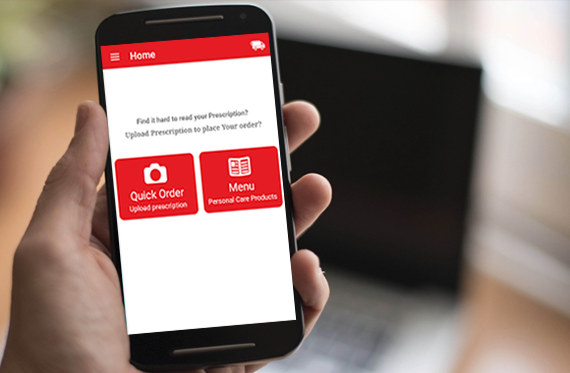 Home
Find it hard to read your Prescription?
Upload Prescription to place Your order?
Quick Order
Upload prescription
Menu
Personal Care Products